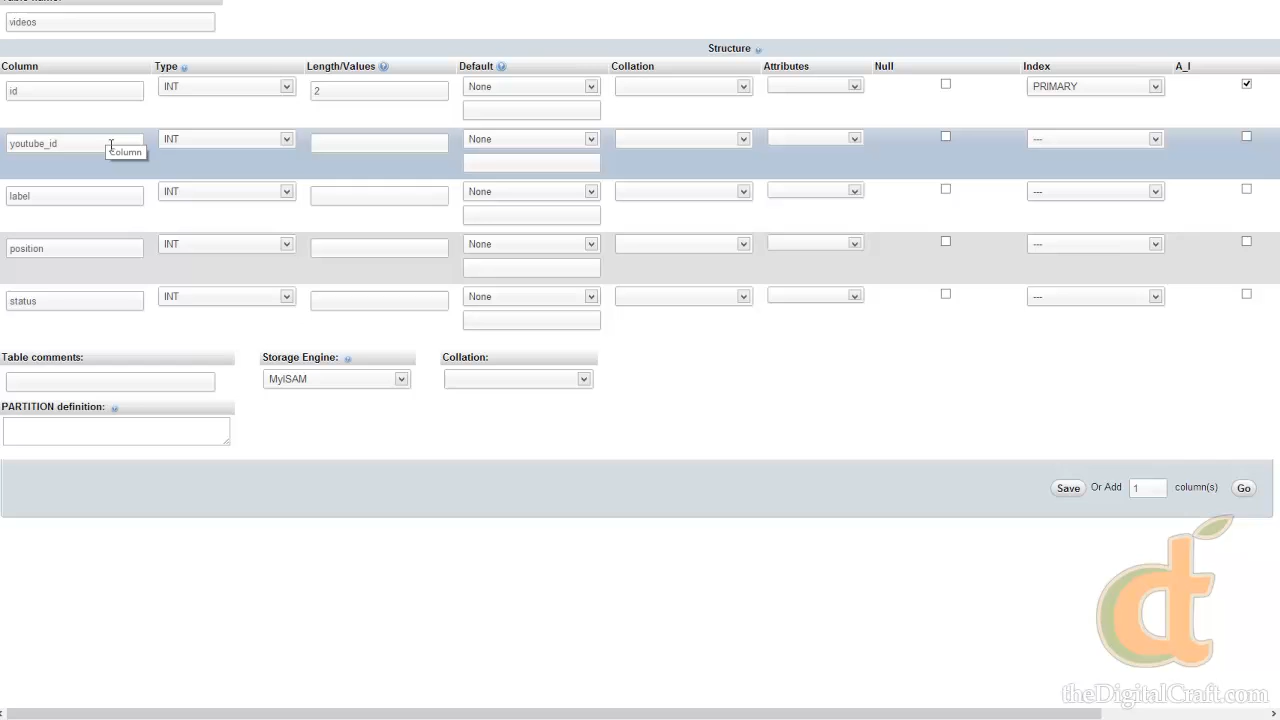 videos
Structure
Column Type Length/Values Default Collation Attributes Null Index A_I
id INT 2 None PRIMARY
youtube_id INT None ---
Column
label INT None ---
position INT None ---
status INT None ---
Table comments: Storage Engine: Collation:
MyISAM
PARTITION definition:
Save Or Add 1 column(s) Go
theDigitalCraft.com